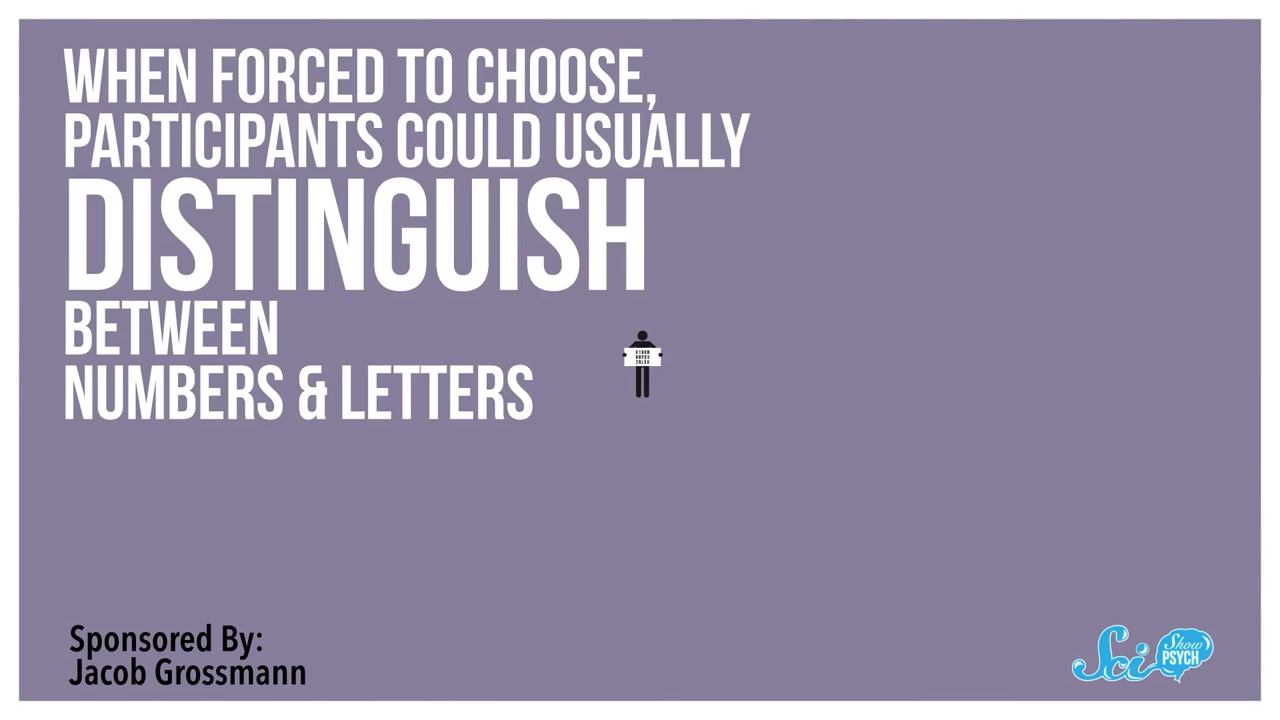 WHEN FORCED TO CHOOSE,
PARTICIPANTS COULD USUALLY
DISTINGUISH
BETWEEN
NUMBERS & LETTERS
Sponsored By:
Jacob Grossmann
Sci
Show
PSYCH